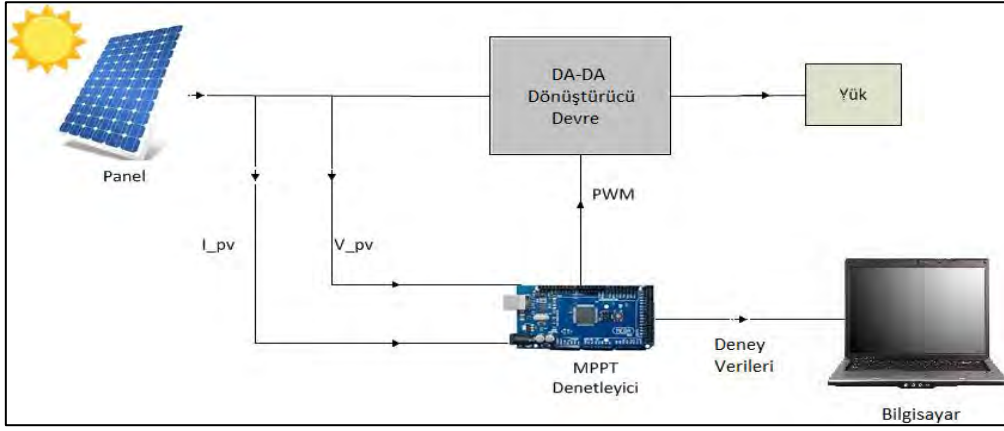 DA-DA
Dönüştürücü
Devre
Yük
Panel
PWM
I_pv
V_pv
MPPT
Denetleyici
Deney
Verileri
Bilgisayar